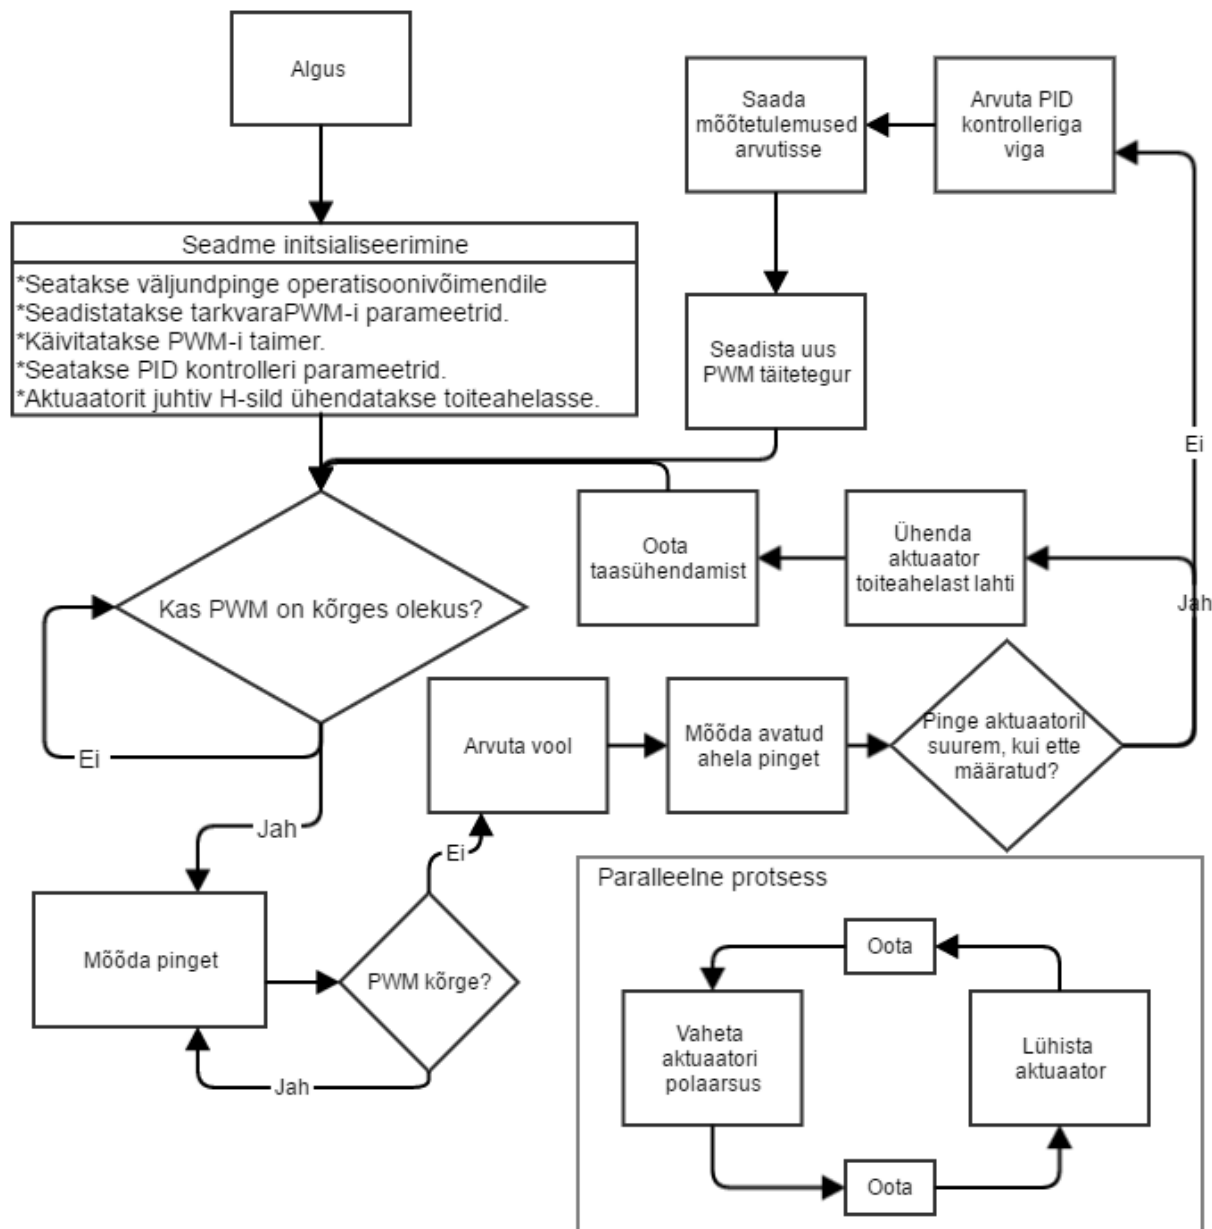 Algus
Seadme initsialiseerimine
*Seatakse väljundpinge operatisoonivõimendile
*Seadistatakse tarkvaraPWM-i parameetrid.
*Käivitatakse PWM-i taimer.
*Seatakse PID kontrolleri parameetrid.
*Aktuaatorit juhtiv H-sild ühendatakse toiteahelasse.
Saada
mõõtetulemused
arvutisse
Arvuta PID
kontrolleriga
viga
Seadista uus
PWM täitetegur
Ei
Oota
taasühendamist
Ühenda
aktuaator
toiteahelast lahti
Jah
Kas PWM on kõrges olekus?
Ei
Jah
Arvuta vool
Mõõda avatud
ahela pinget
Pinge aktuaatoril
suurem, kui ette
määratud?
Ei
Mõõda pinget
PWM kõrge?
Jah
Paralleelne protsess
Oota
Vaheta
aktuaatori
polaarsus
Lühista
aktuaator
Oota